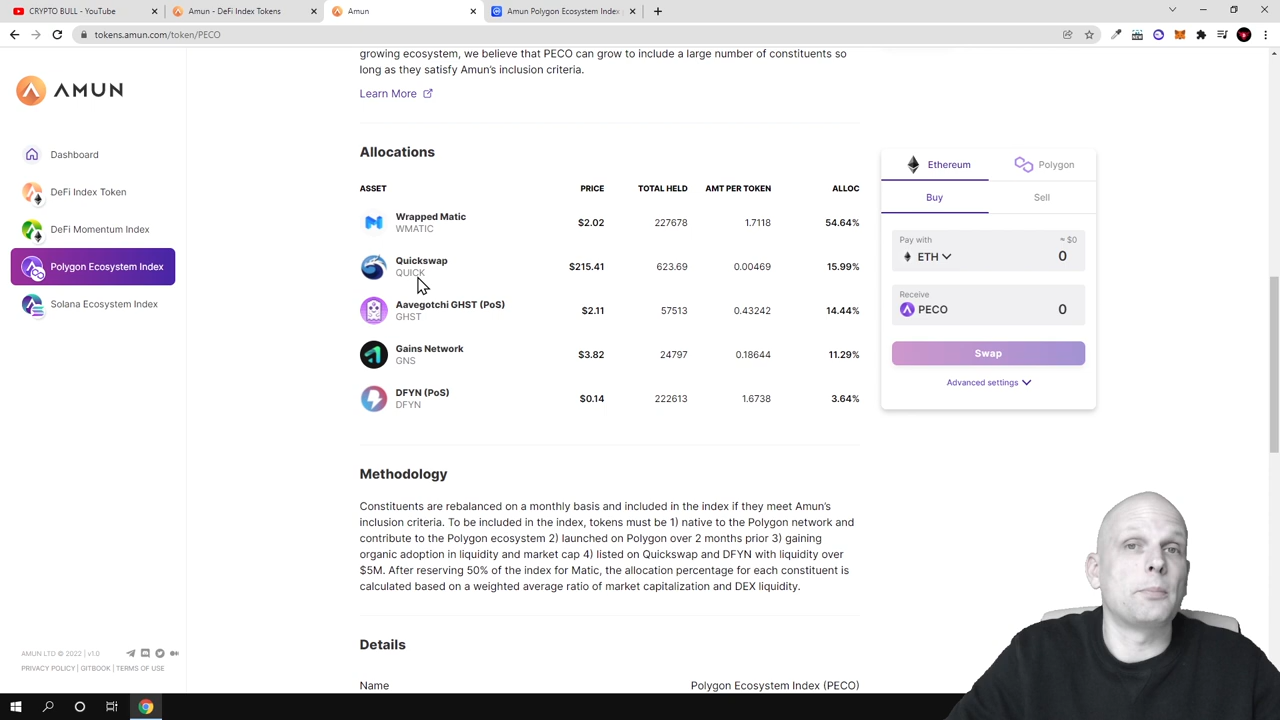 CRYPTO BULL - YouTube
Amun - DeFi Index Tokens
Amun
Amun Polygon Ecosystem Index
tokens.amun.com/token/PECO
AMUN
Dashboard
DeFi Index Token
DeFi Momentum Index
Polygon Ecosystem Index
Solana Ecosystem Index
growing ecosystem, we believe that PECO can grow to include a large number of constituents so
long as they satisfy Amun's inclusion criteria.
Learn More
Allocations
ASSET PRICE TOTAL HELD AMT PER TOKEN ALLOC
Wrapped Matic
WMATIC
$2.02 227678 1.7118 54.64%
Quickswap
QUICK
$215.41 623.69 0.00469 15.99%
Aavegotchi GHST (PoS)
GHST
$2.11 57513 0.43242 14.44%
Gains Network
GNS
$3.82 24797 0.18644 11.29%
DFYN (PoS)
DFYN
$0.14 222613 1.6738 3.64%
Ethereum Polygon
Buy Sell
Pay with ≈ $0
ETH 0
Receive
PECO 0
Swap
Advanced settings
Methodology
Constituents are rebalanced on a monthly basis and included in the index if they meet Amun's
inclusion criteria. To be included in the index, tokens must be 1) native to the Polygon network and
contribute to the Polygon ecosystem 2) launched on Polygon over 2 months prior 3) gaining
organic adoption in liquidity and market cap 4) listed on Quickswap and DFYN with liquidity over
$5M. After reserving 50% of the index for Matic, the allocation percentage for each constituent is
calculated based on a weighted average ratio of market capitalization and DEX liquidity.
Details
Name Polygon Ecosystem Index (PECO)
AMUN LTD © 2022 | v1.0
PRIVACY POLICY | GITBOOK | TERMS OF USE